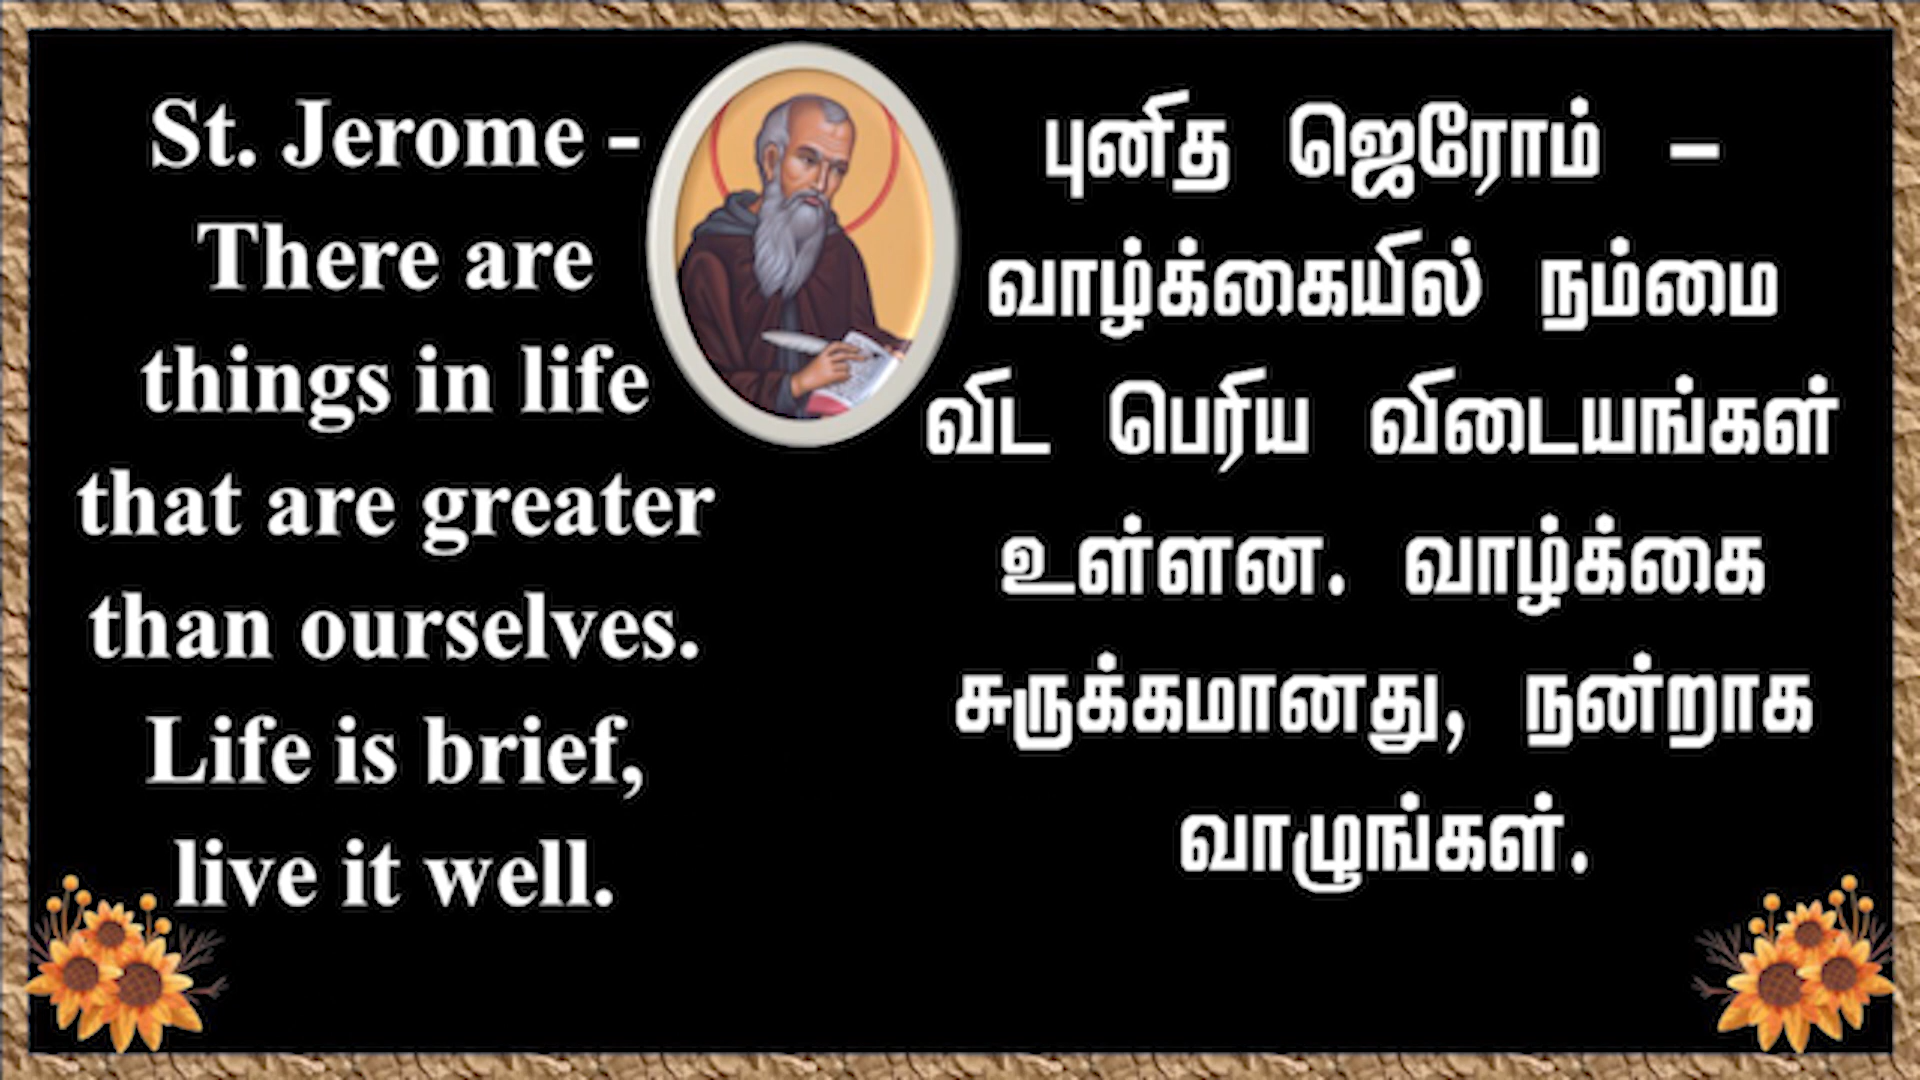 St. Jerome -
There are
things in life
that are greater
than ourselves.
Life is brief,
live it well.
புனித ஜெரோம் –
வாழ்க்கையில் நம்மை
விட பெரிய விடையங்கள்
உள்ளன. வாழ்க்கை
சுருக்கமானது, நன்றாக
வாழுங்கள்.